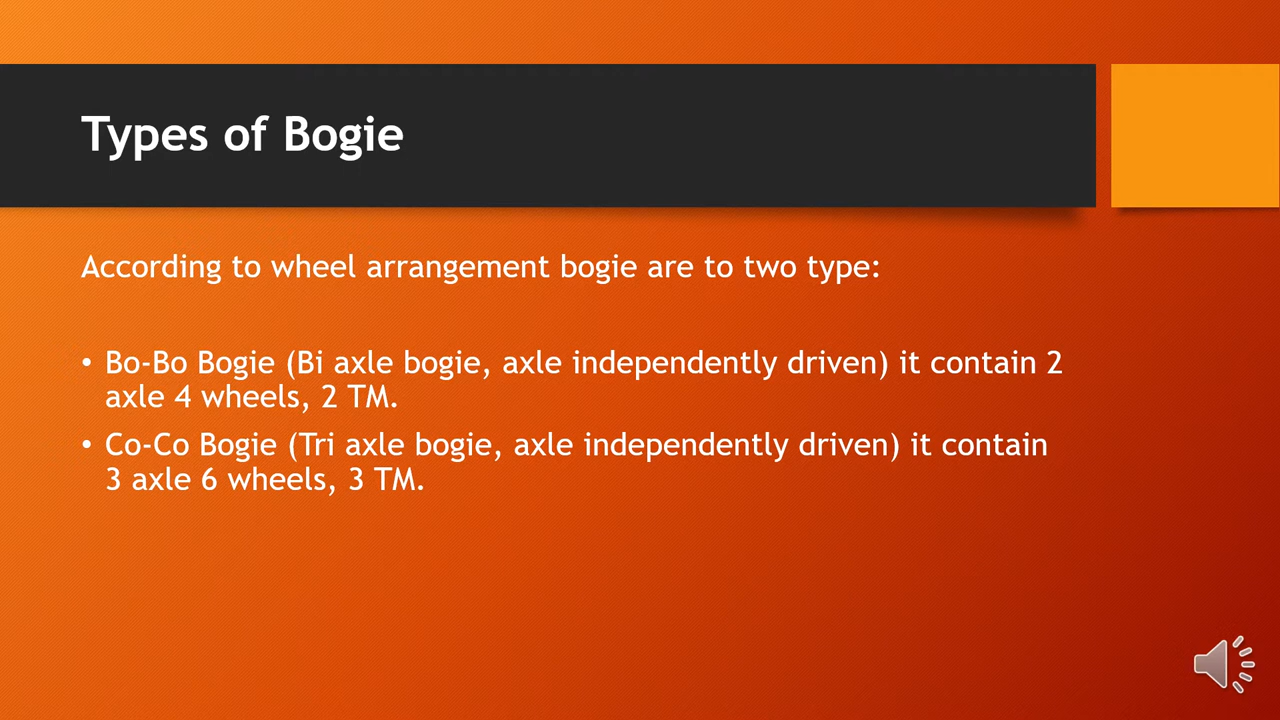 Types of Bogie
According to wheel arrangement bogie are to two type:
• Bo-Bo Bogie (Bi axle bogie, axle independently driven) it contain 2
axle 4 wheels, 2 TM.
• Co-Co Bogie (Tri axle bogie, axle independently driven) it contain
3 axle 6 wheels, 3 TM.